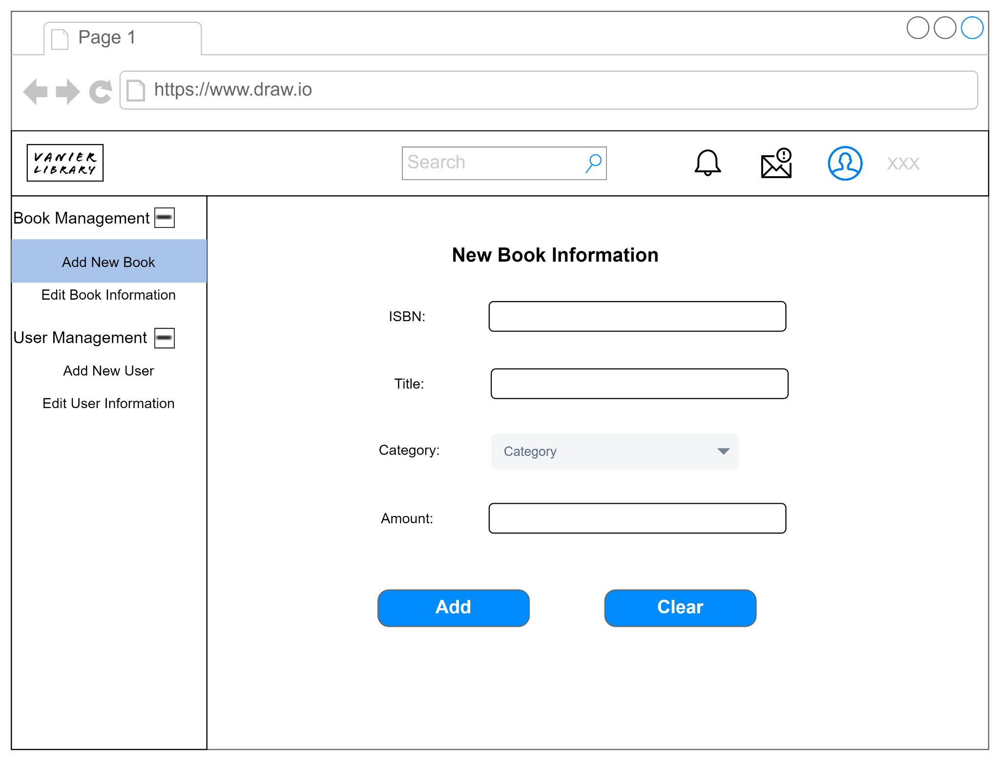 Page 1
https://www.draw.io
VANIER
LIBRARY
Search
XXX
Book Management
Add New Book
Edit Book Information
User Management
Add New User
Edit User Information
New Book Information
ISBN:
Title:
Category:
Category
Amount:
Add
Clear